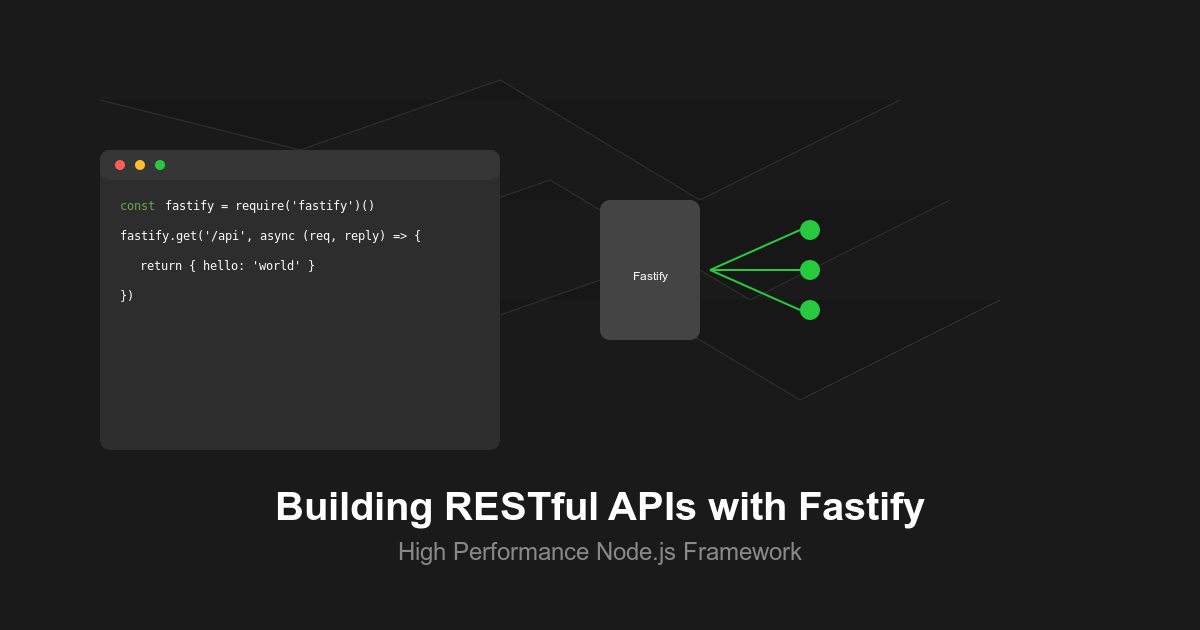 const fastify = require('fastify')()
fastify.get('/api', async (req, reply) => {
return { hello: 'world' }
})
Fastify
Building RESTful APIs with Fastify
High Performance Node.js Framework